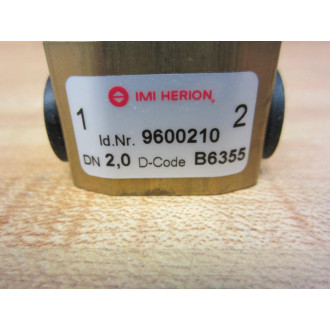 IMI HERION
1 2
Id.Nr. 9600210
DN 2,0 D-Code B6355